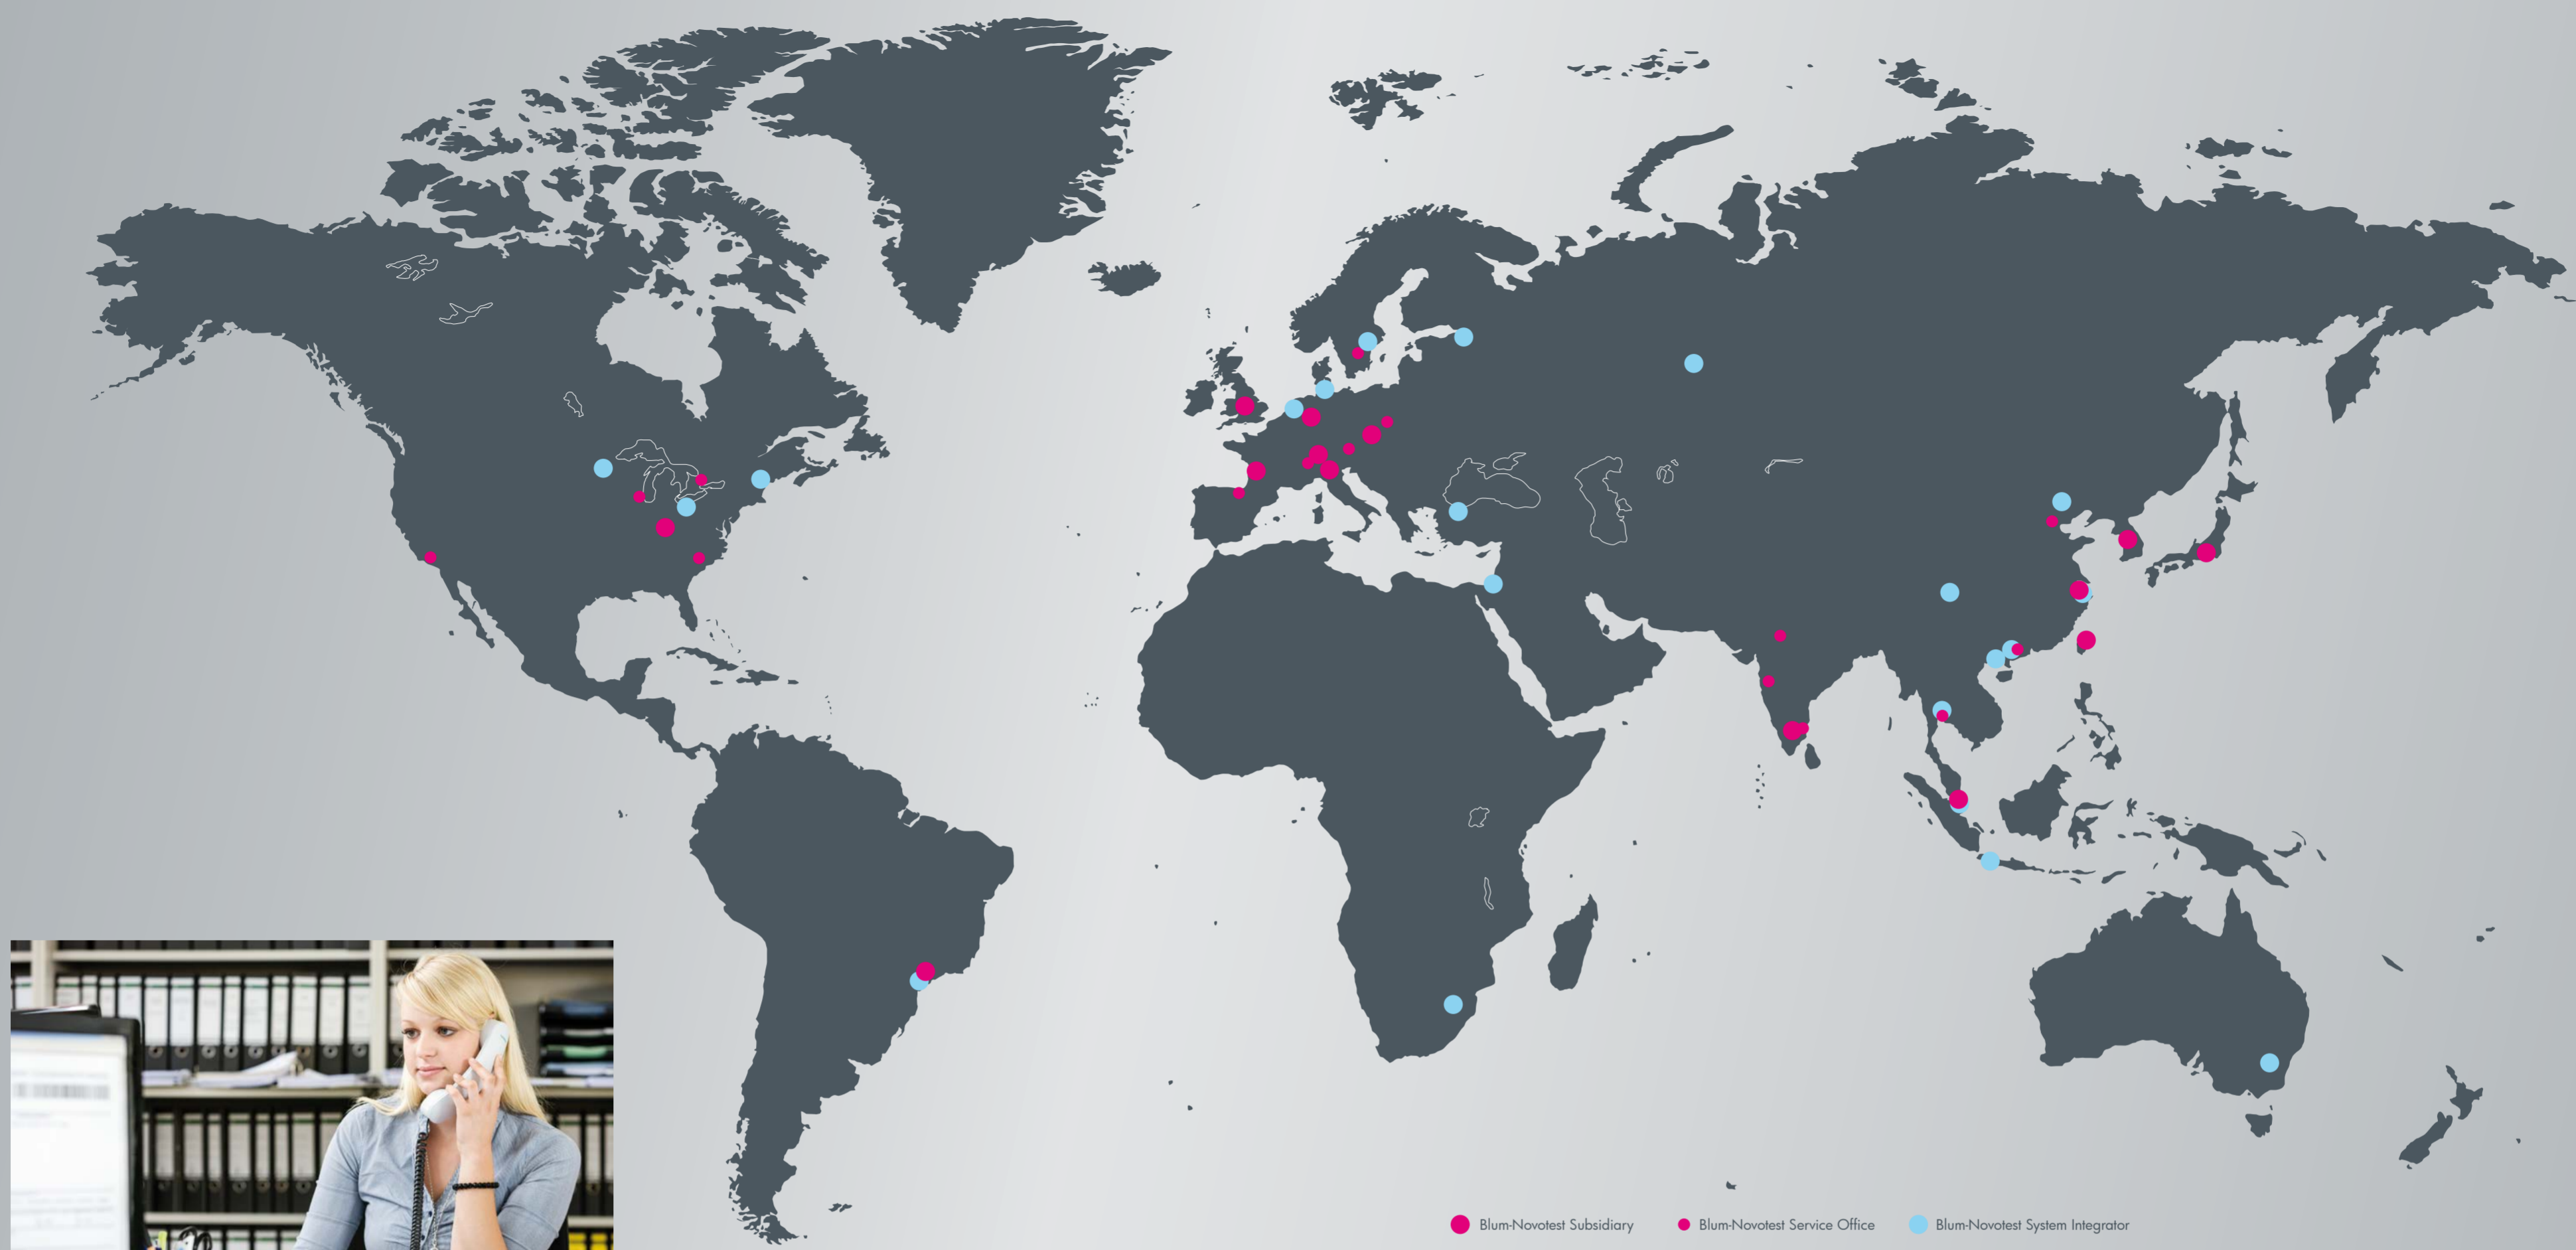 Blum-Novotest Subsidiary
Blum-Novotest Service Office
Blum-Novotest System Integrator